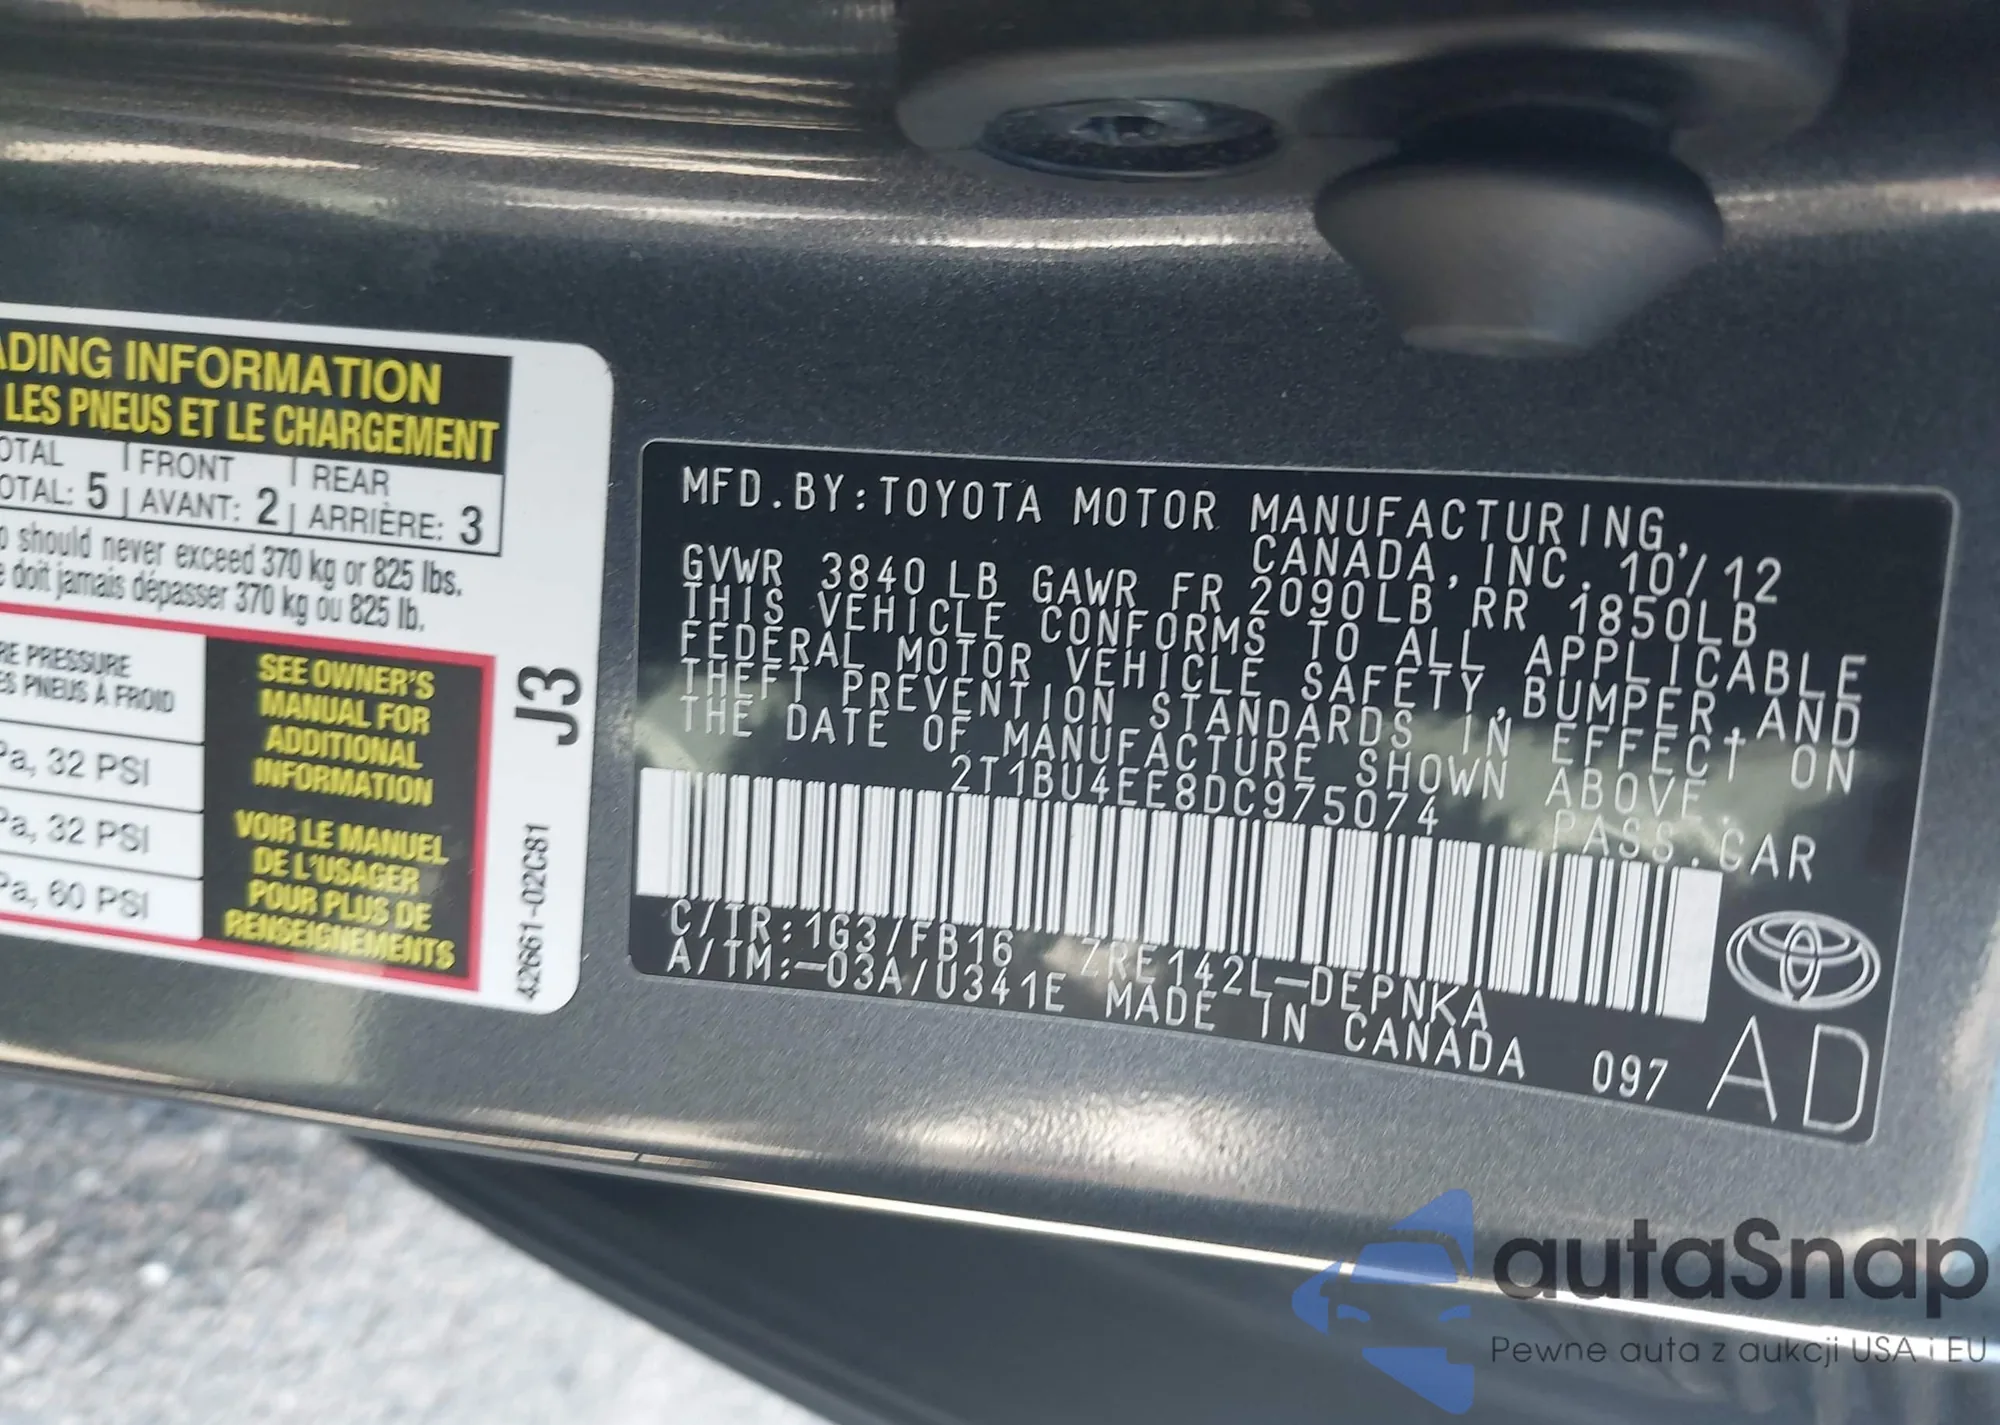 ADING INFORMATION
LES PNEUS ET LE CHARGEMENT
OTAL | FRONT | REAR
OTAL: 5 | AVANT: 2 | ARRIÈRE: 3
should never exceed 370 kg or 825 lbs.
doit jamais dépasser 370 kg ou 825 lb.
RE PRESSURE
ES PNEUS À FROID
Pa, 32 PSI
Pa, 32 PSI
Pa, 60 PSI
SEE OWNER'S
MANUAL FOR
ADDITIONAL
INFORMATION
VOIR LE MANUEL
DE L'USAGER
POUR PLUS DE
RENSEIGNEMENTS
J3
42661-02C81
MFD.BY:TOYOTA MOTOR MANUFACTURING,
CANADA,INC. 10/12
GVWR 3840 LB GAWR FR 2090LB RR 1850LB
THIS VEHICLE CONFORMS TO ALL APPLICABLE
FEDERAL MOTOR VEHICLE SAFETY,BUMPER,AND
THEFT PREVENTION STANDARDS IN EFFECT ON
THE DATE OF MANUFACTURE SHOWN ABOVE.
2T1BU4EE8DC975074 PASS.CAR
C/TR:1G3/FB16 ZRE142L-DEPNKA
A/TM:-03A/U341E MADE IN CANADA 097
AD
autaSnap
Pewne auta z aukcji USA i EU